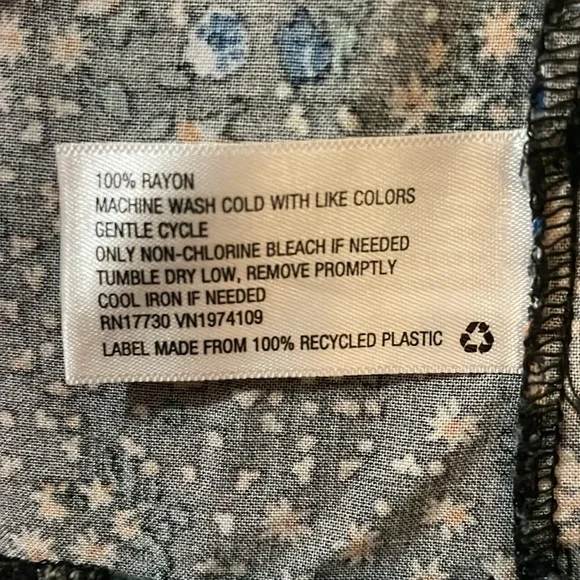 100% RAYON
MACHINE WASH COLD WITH LIKE COLORS
GENTLE CYCLE
ONLY NON-CHLORINE BLEACH IF NEEDED
TUMBLE DRY LOW, REMOVE PROMPTLY
COOL IRON IF NEEDED
RN17730 VN1974109
LABEL MADE FROM 100% RECYCLED PLASTIC